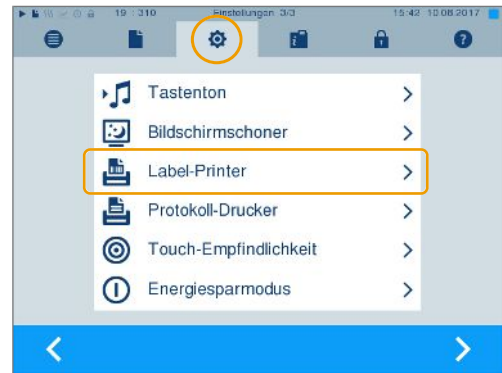 19 : 310 Einstellungen 3/3 15:42 10.08.2017
Tastenton
Bildschirmschoner
Label-Printer
Protokoll-Drucker
Touch-Empfindlichkeit
Energiesparmodus